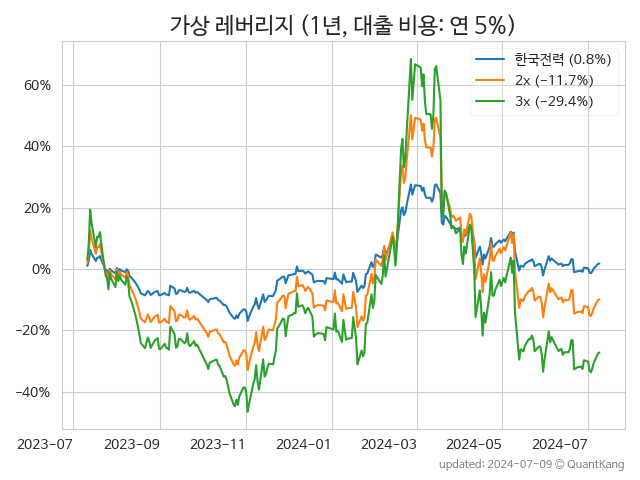 가상 레버리지 (1년, 대출 비용: 연 5%)
한국전력 (0.8%)
2x (−11.7%)
3x (−29.4%)
60%
40%
20%
0%
−20%
−40%
2023-07
2023-09
2023-11
2024-01
2024-03
2024-05
2024-07
updated: 2024-07-09 © QuantKang